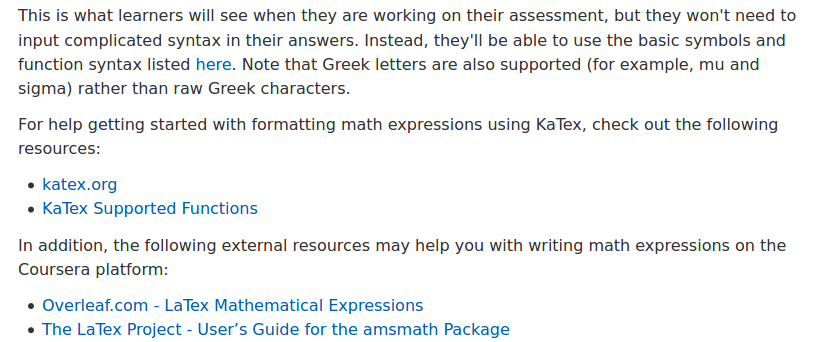 This is what learners will see when they are working on their assessment, but they won't need to
input complicated syntax in their answers. Instead, they'll be able to use the basic symbols and
function syntax listed here. Note that Greek letters are also supported (for example, mu and
sigma) rather than raw Greek characters.
For help getting started with formatting math expressions using KaTex, check out the following
resources:
• katex.org
• KaTex Supported Functions
In addition, the following external resources may help you with writing math expressions on the
Coursera platform:
• Overleaf.com - LaTex Mathematical Expressions
• The LaTex Project - User’s Guide for the amsmath Package